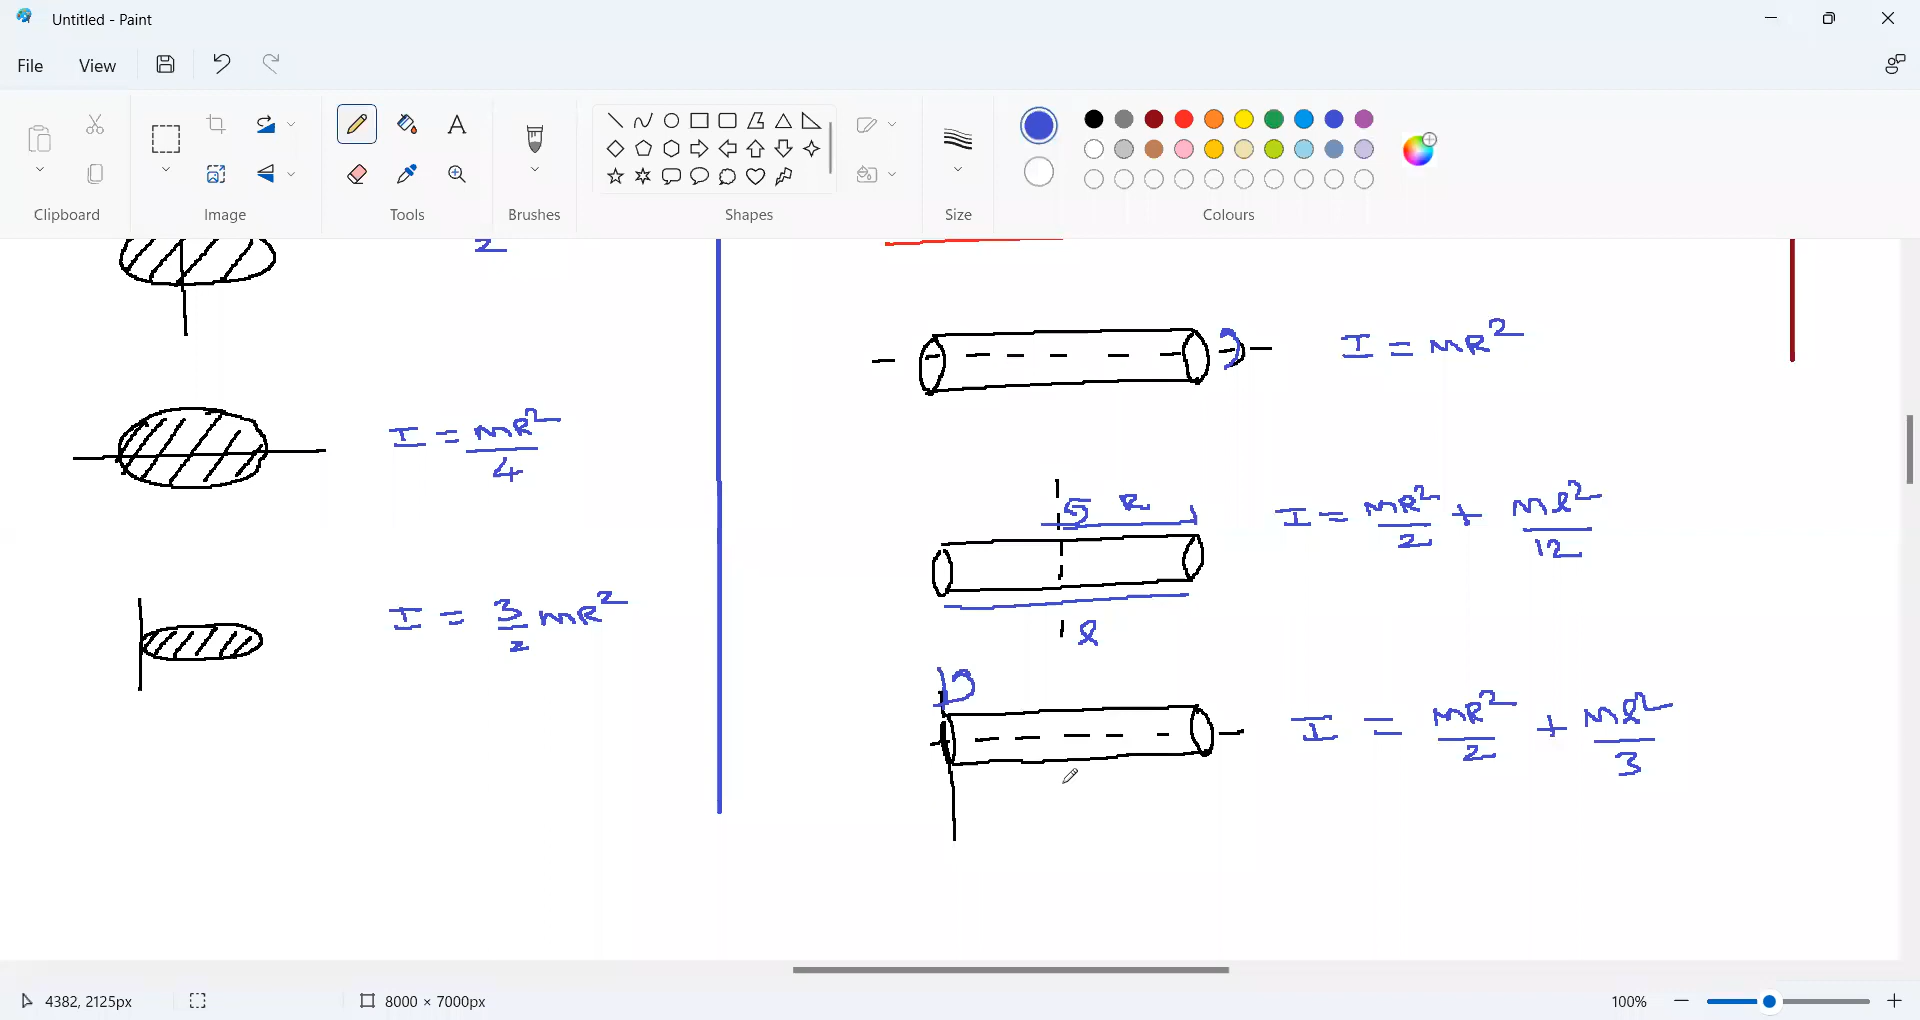 Untitled - Paint
File View
Clipboard Image Tools Brushes Shapes Size Colours
A
2
I = mR²
I = mR²/4
R
I = mR²/2 + ml²/12
I = 3/2 mR²
l
I = mR²/2 + ml²/3
4382, 2125px 8000 × 7000px 100%